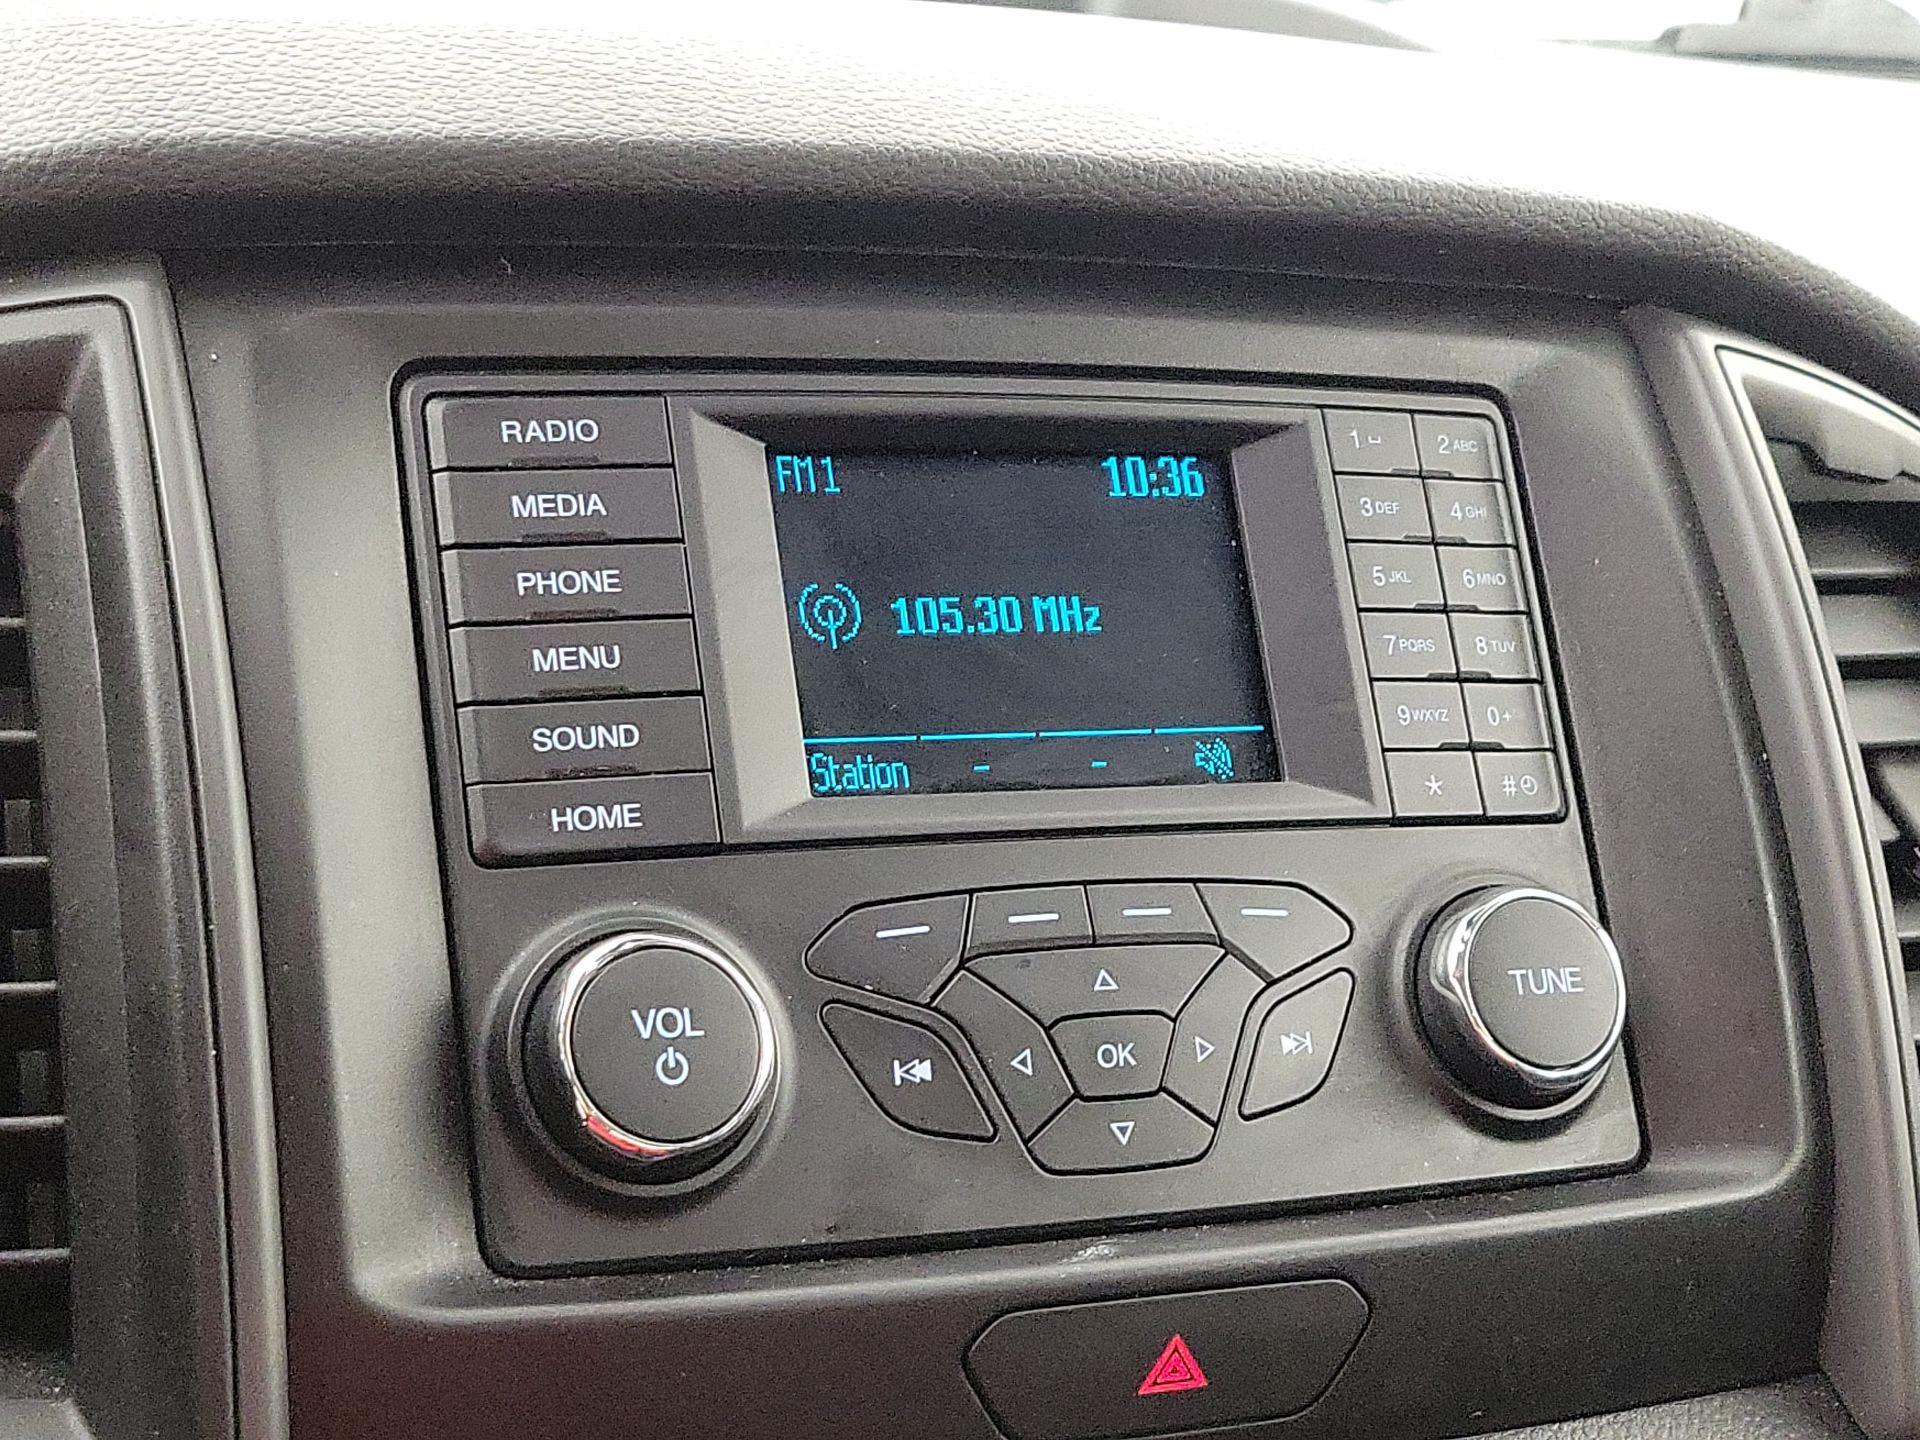 RADIO
MEDIA
PHONE
MENU
SOUND
HOME
FM1 10:36
105.30 MHz
Station - -
1 ⎵ 2 ABC
3 DEF 4 GHI
5 JKL 6 MNO
7 PQRS 8 TUV
9 WXYZ 0 +
* #
VOL
OK
TUNE